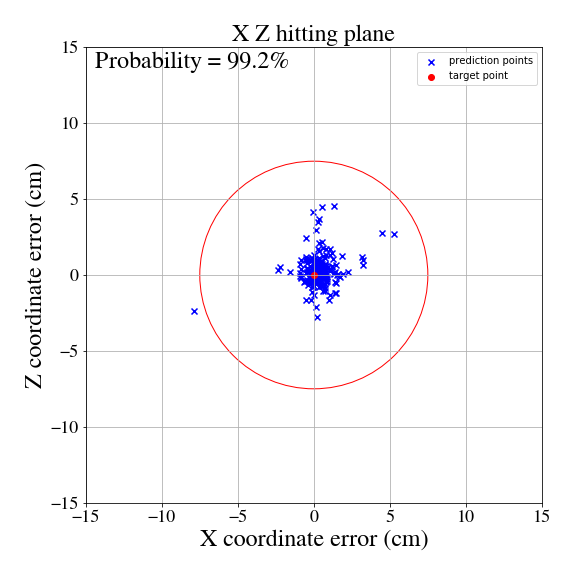 X Z hitting plane
Probability = 99.2%
prediction points
target point
Z coordinate error (cm)
15
10
5
0
−5
−10
−15
−15
−10
−5
0
5
10
15
X coordinate error (cm)